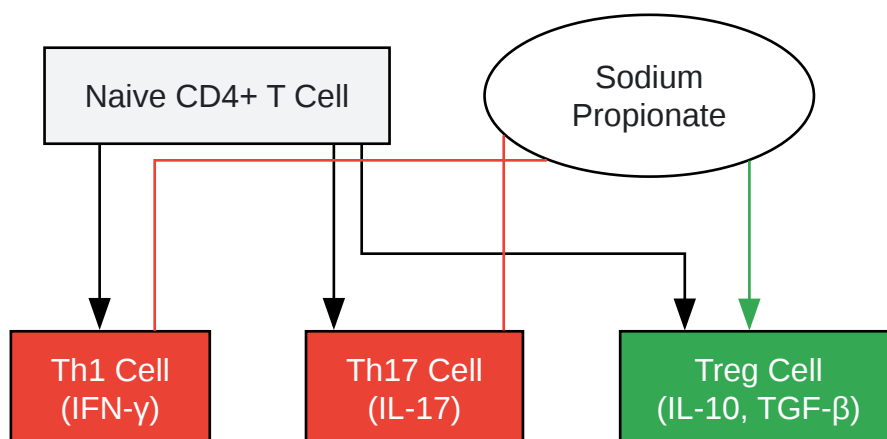 Naive CD4+ T Cell
Sodium
Propionate
Th1 Cell
(IFN-γ)
Th17 Cell
(IL-17)
Treg Cell
(IL-10, TGF-β)